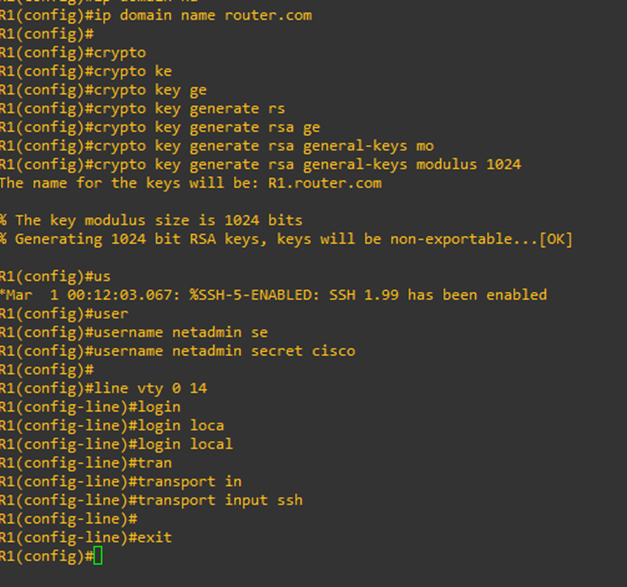 R1(config)#ip domain name router.com
R1(config)#
R1(config)#crypto
R1(config)#crypto ke
R1(config)#crypto key ge
R1(config)#crypto key generate rs
R1(config)#crypto key generate rsa ge
R1(config)#crypto key generate rsa general-keys mo
R1(config)#crypto key generate rsa general-keys modulus 1024
The name for the keys will be: R1.router.com
% The key modulus size is 1024 bits
% Generating 1024 bit RSA keys, keys will be non-exportable...[OK]
R1(config)#us
*Mar  1 00:12:03.067: %SSH-5-ENABLED: SSH 1.99 has been enabled
R1(config)#user
R1(config)#username netadmin se
R1(config)#username netadmin secret cisco
R1(config)#
R1(config)#line vty 0 14
R1(config-line)#login
R1(config-line)#login loca
R1(config-line)#login local
R1(config-line)#tran
R1(config-line)#transport in
R1(config-line)#transport input ssh
R1(config-line)#
R1(config-line)#exit
R1(config)#